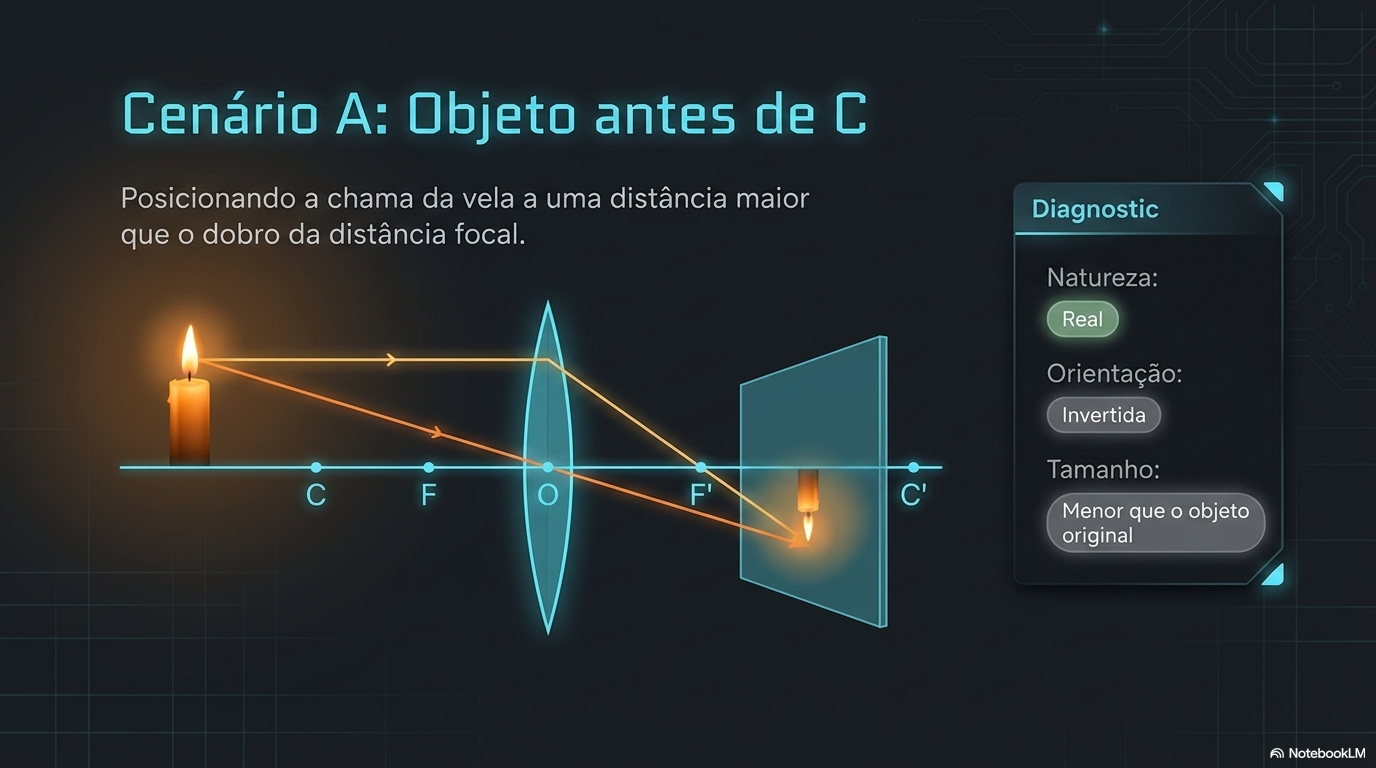 Cenário A: Objeto antes de C
Posicionando a chama da vela a uma distância maior
que o dobro da distância focal.
Diagnostic
Natureza:
Real
Orientação:
Invertida
Tamanho:
Menor que o objeto
original
C
F
O
F'
C'
NotebookLM